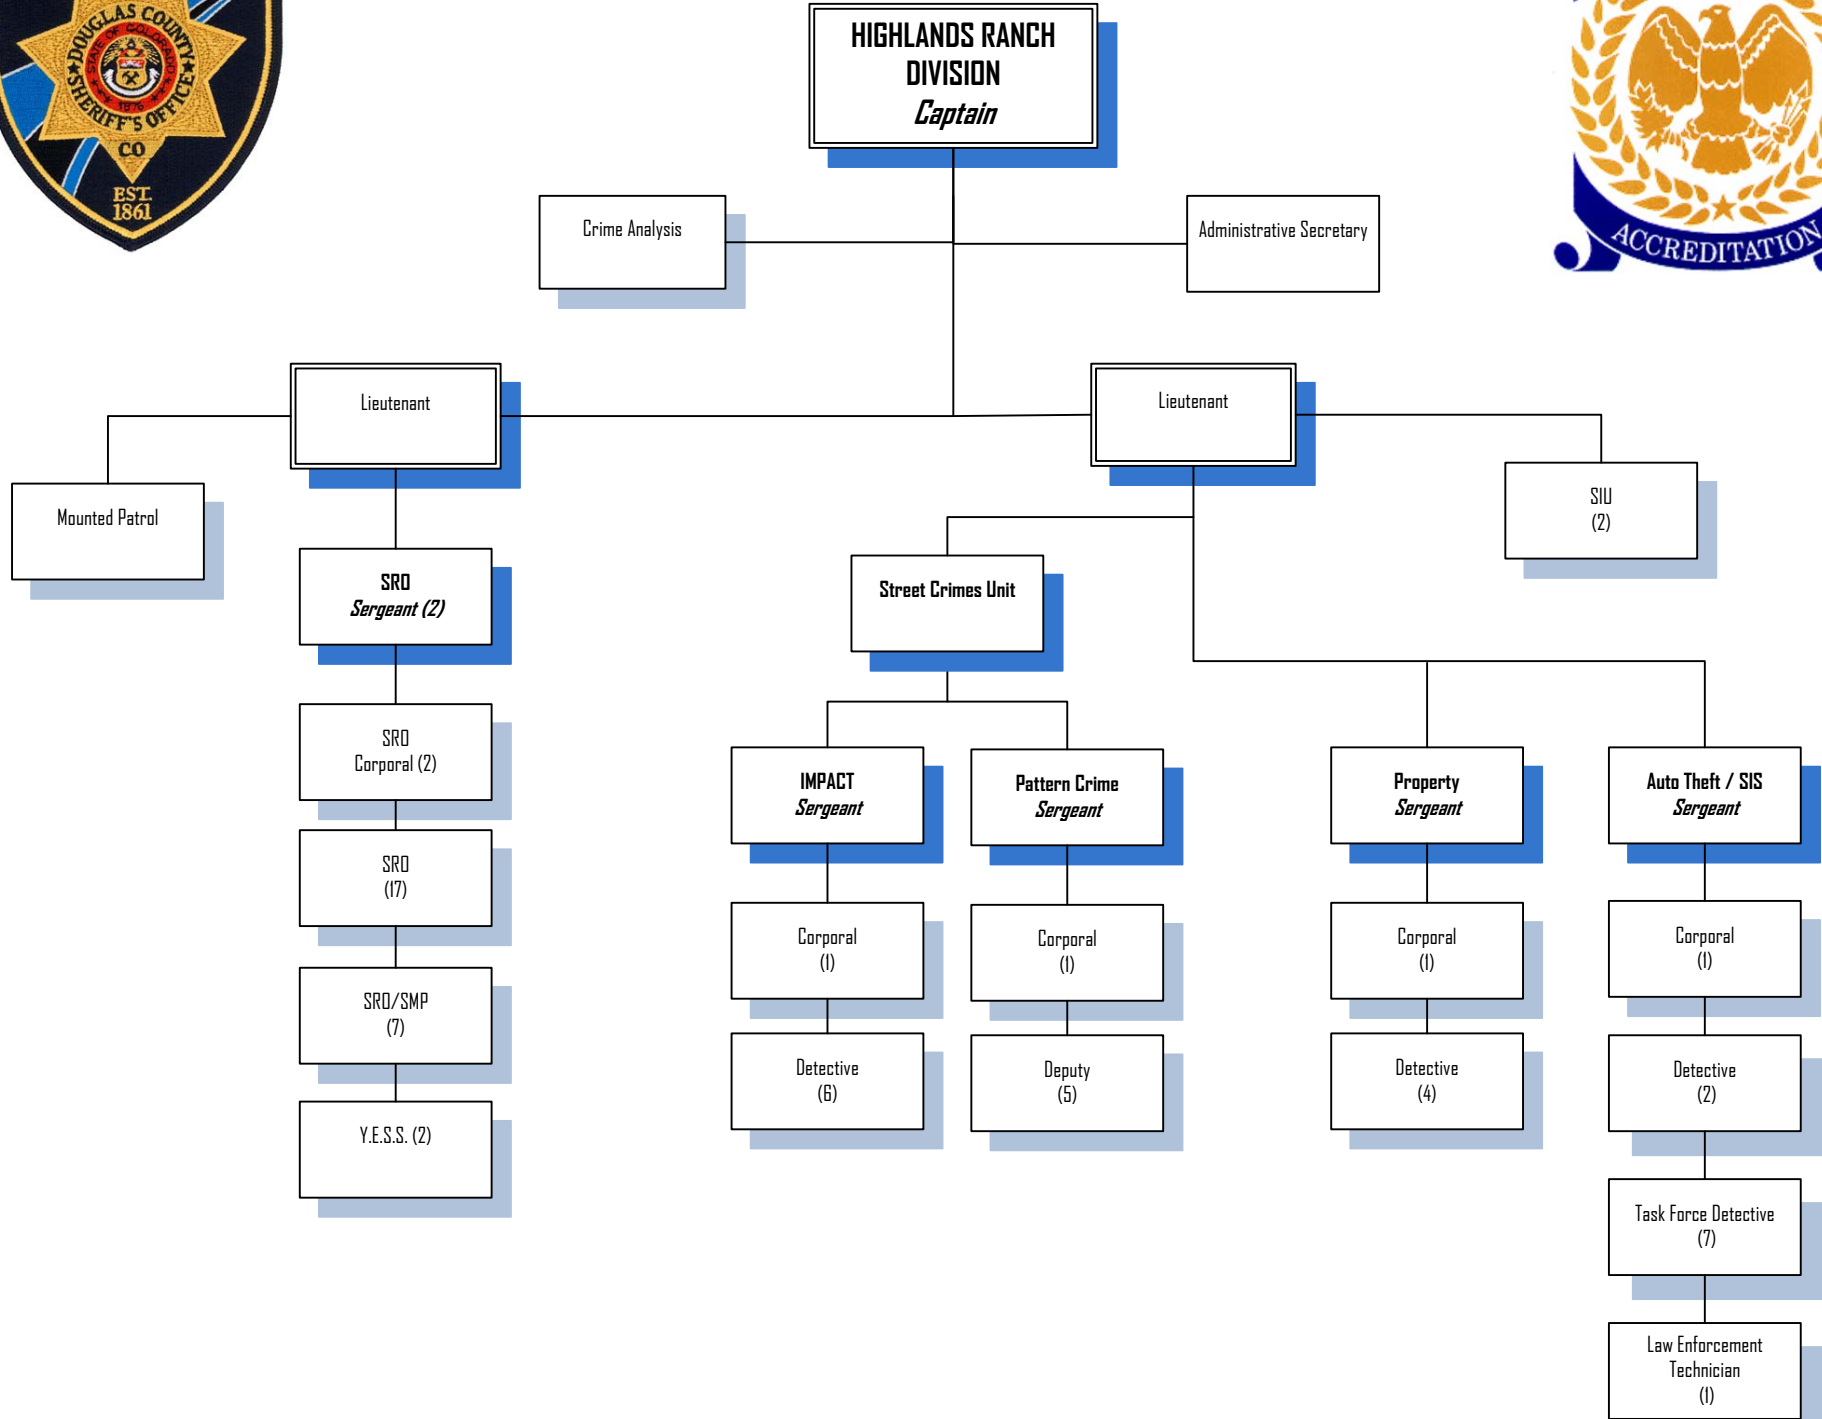 DOUGLAS COUNTY
STATE OF COLORADO
1876
SHERIFF'S OFFICE
CO
EST.
1861
HIGHLANDS RANCH
DIVISION
Captain
ACCREDITATION
Crime Analysis
Administrative Secretary
Lieutenant
Lieutenant
Mounted Patrol
SIU
(2)
SRO
Sergeant (2)
Street Crimes Unit
SRO
Corporal (2)
IMPACT
Sergeant
Pattern Crime
Sergeant
Property
Sergeant
Auto Theft / SIS
Sergeant
SRO
(17)
Corporal
(1)
Corporal
(1)
Corporal
(1)
Corporal
(1)
SRO/SMP
(7)
Detective
(6)
Deputy
(5)
Detective
(4)
Detective
(2)
Y.E.S.S. (2)
Task Force Detective
(7)
Law Enforcement
Technician
(1)